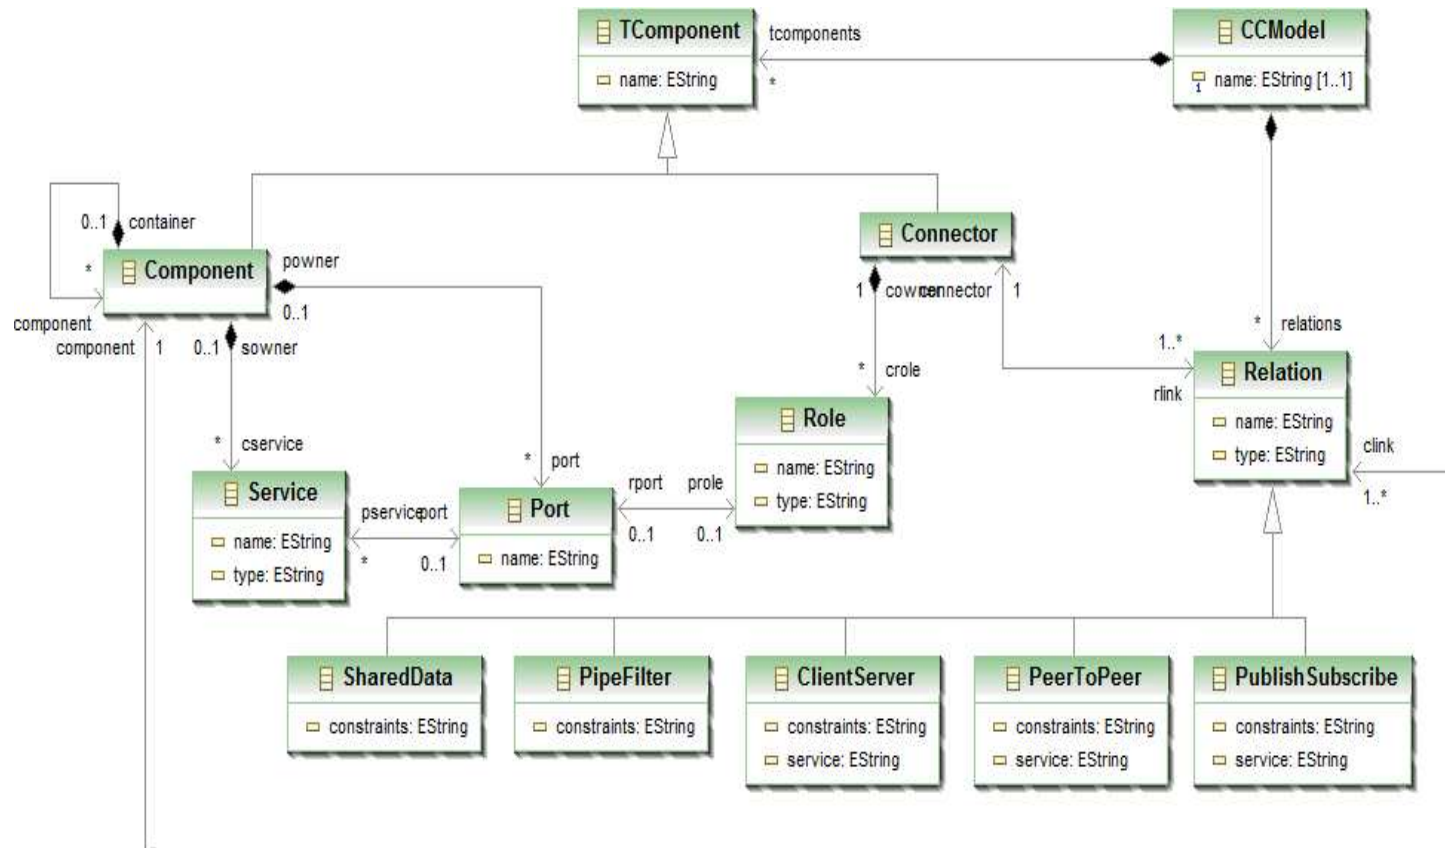 TComponent
name: EString
tcomponents
*
CCModel
1
name: EString [1..1]
0..1 container
Component
*
component
component 1
powner
0..1
0..1 sowner
Connector
1 cowner
connector 1
* relations
1..*
rlink
Relation
name: EString
type: EString
clink
1..*
* crole
Role
name: EString
type: EString
* cservice
Service
name: EString
type: EString
* port
pservice port
* 0..1
Port
name: EString
rport prole
0..1 0..1
SharedData
constraints: EString
PipeFilter
constraints: EString
ClientServer
constraints: EString
service: EString
PeerToPeer
constraints: EString
service: EString
PublishSubscribe
constraints: EString
service: EString